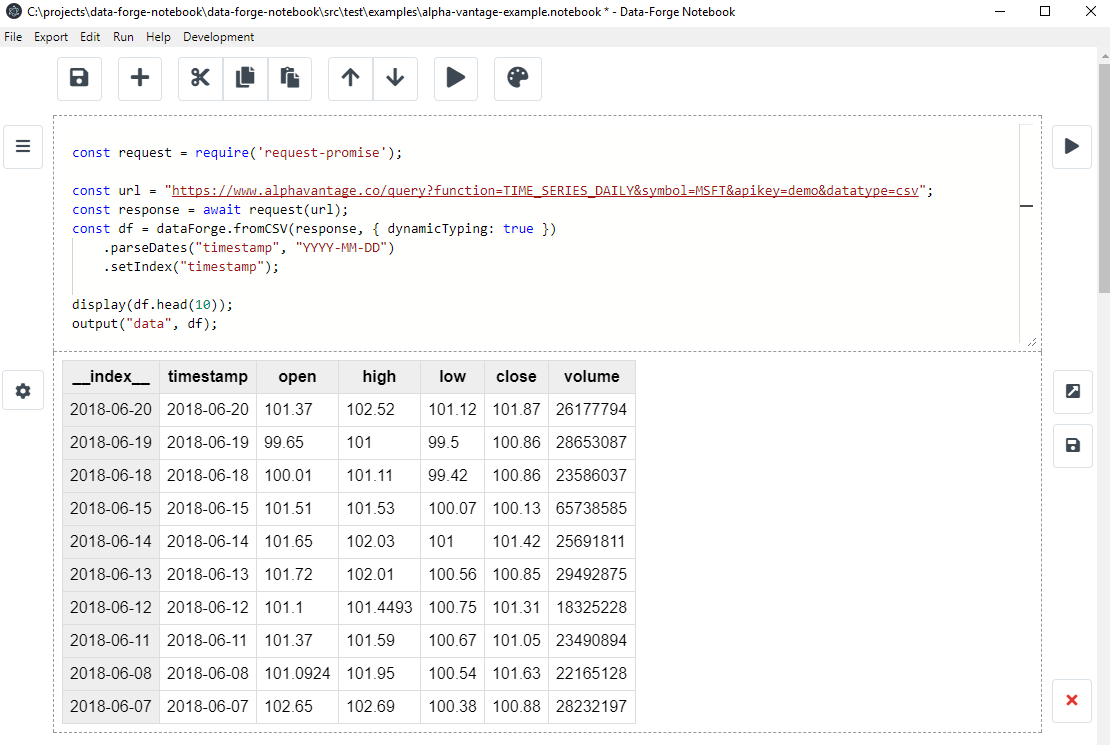 C:\projects\data-forge-notebook\data-forge-notebook\src\test\examples\alpha-vantage-example.notebook * - Data-Forge Notebook
File Export Edit Run Help Development
const request = require('request-promise');
const url = "https://www.alphavantage.co/query?function=TIME_SERIES_DAILY&symbol=MSFT&apikey=demo&datatype=csv";
const response = await request(url);
const df = dataForge.fromCSV(response, { dynamicTyping: true })
    .parseDates("timestamp", "YYYY-MM-DD")
    .setIndex("timestamp");
display(df.head(10));
output("data", df);
__index__ timestamp open high low close volume
2018-06-20 2018-06-20 101.37 102.52 101.12 101.87 26177794
2018-06-19 2018-06-19 99.65 101 99.5 100.86 28653087
2018-06-18 2018-06-18 100.01 101.11 99.42 100.86 23586037
2018-06-15 2018-06-15 101.51 101.53 100.07 100.13 65738585
2018-06-14 2018-06-14 101.65 102.03 101 101.42 25691811
2018-06-13 2018-06-13 101.72 102.01 100.56 100.85 29492875
2018-06-12 2018-06-12 101.1 101.4493 100.75 101.31 18325228
2018-06-11 2018-06-11 101.37 101.59 100.67 101.05 23490894
2018-06-08 2018-06-08 101.0924 101.95 100.54 101.63 22165128
2018-06-07 2018-06-07 102.65 102.69 100.38 100.88 28232197